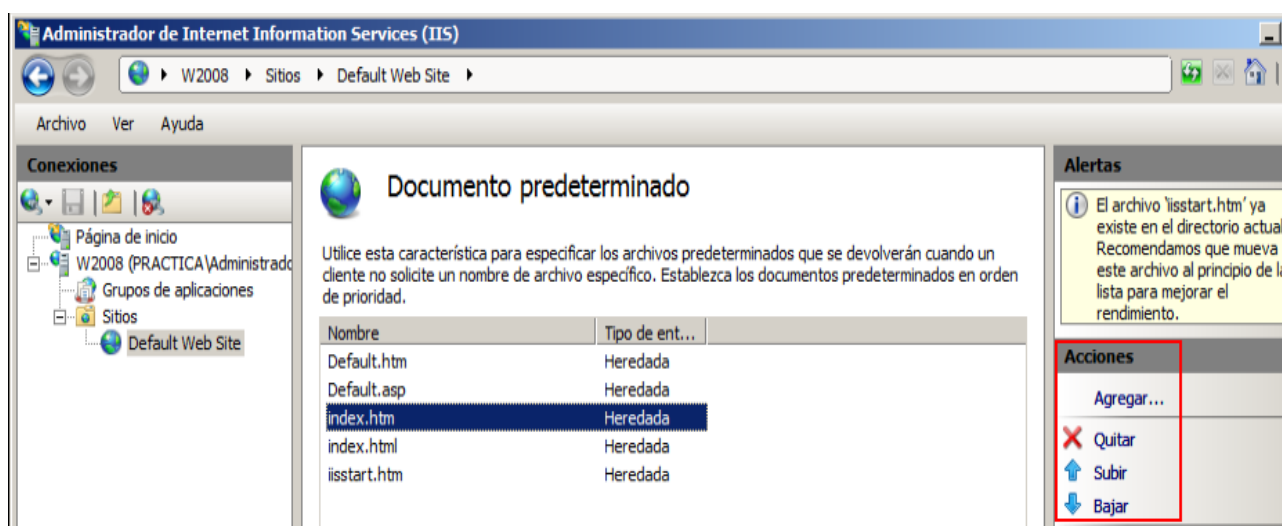 Administrador de Internet Information Services (IIS)
W2008 Sitios Default Web Site
Archivo Ver Ayuda
Conexiones
Página de inicio
W2008 (PRACTICA\Administrado
Grupos de aplicaciones
Sitios
Default Web Site
Documento predeterminado
Utilice esta característica para especificar los archivos predeterminados que se devolverán cuando un
cliente no solicite un nombre de archivo específico. Establezca los documentos predeterminados en orden
de prioridad.
Nombre Tipo de ent...
Default.htm Heredada
Default.asp Heredada
index.htm Heredada
index.html Heredada
iisstart.htm Heredada
Alertas
El archivo 'iisstart.htm' ya
existe en el directorio actual
Recomendamos que mueva
este archivo al principio de la
lista para mejorar el
rendimiento.
Acciones
Agregar...
Quitar
Subir
Bajar